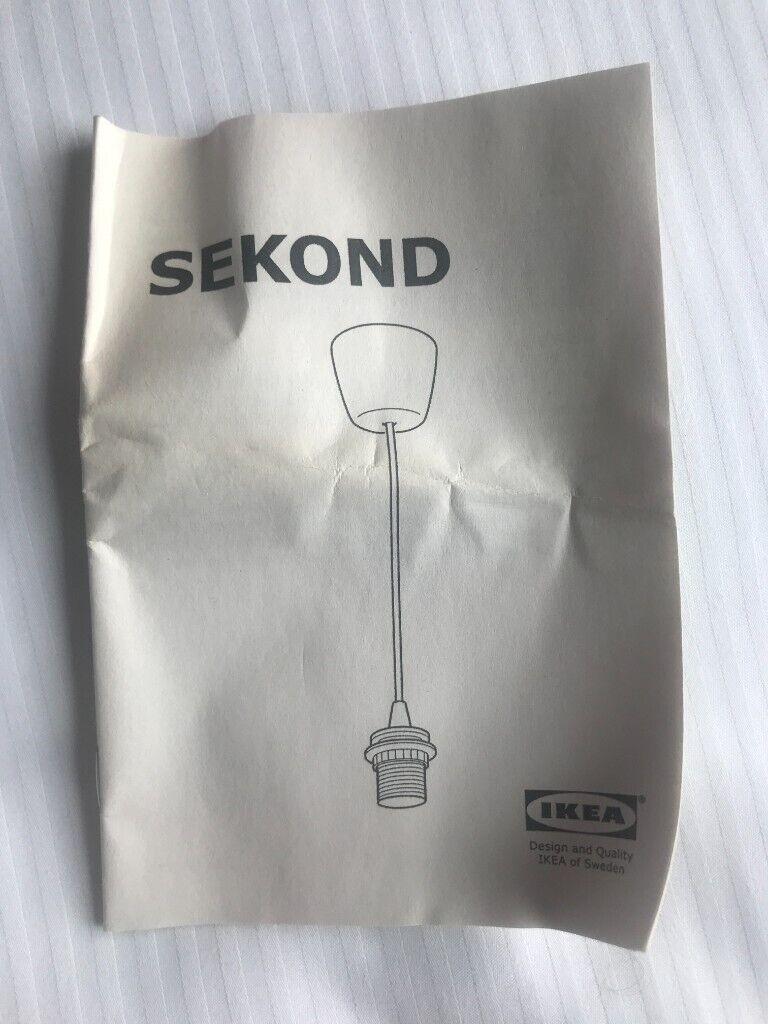 SEKOND
IKEA®
Design and Quality
IKEA of Sweden